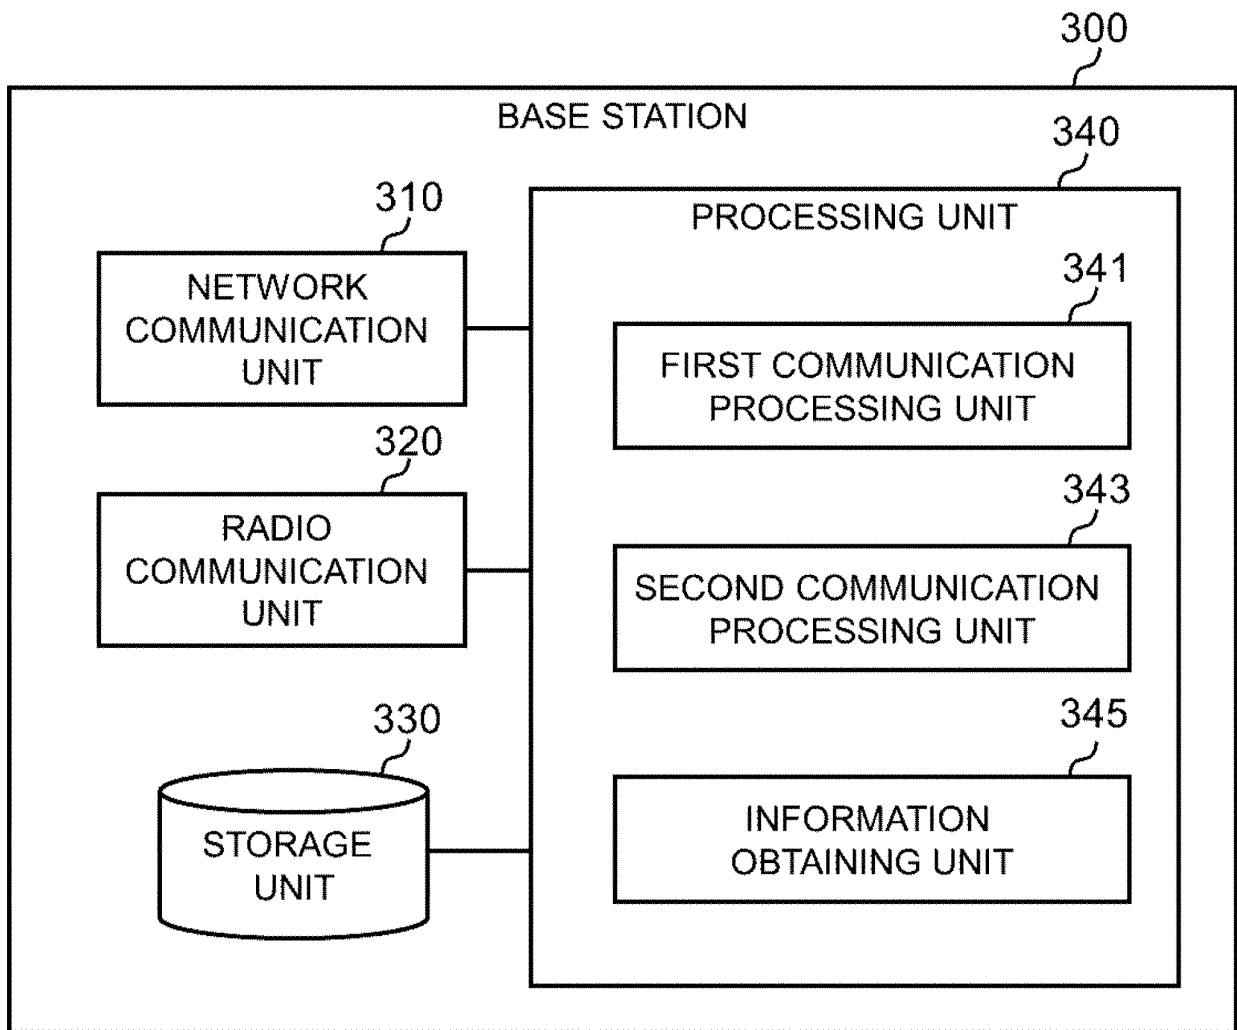 300
BASE STATION
340
310
PROCESSING UNIT
NETWORK
COMMUNICATION
UNIT
341
FIRST COMMUNICATION
PROCESSING UNIT
320
RADIO
COMMUNICATION
UNIT
343
SECOND COMMUNICATION
PROCESSING UNIT
330
STORAGE
UNIT
345
INFORMATION
OBTAINING UNIT